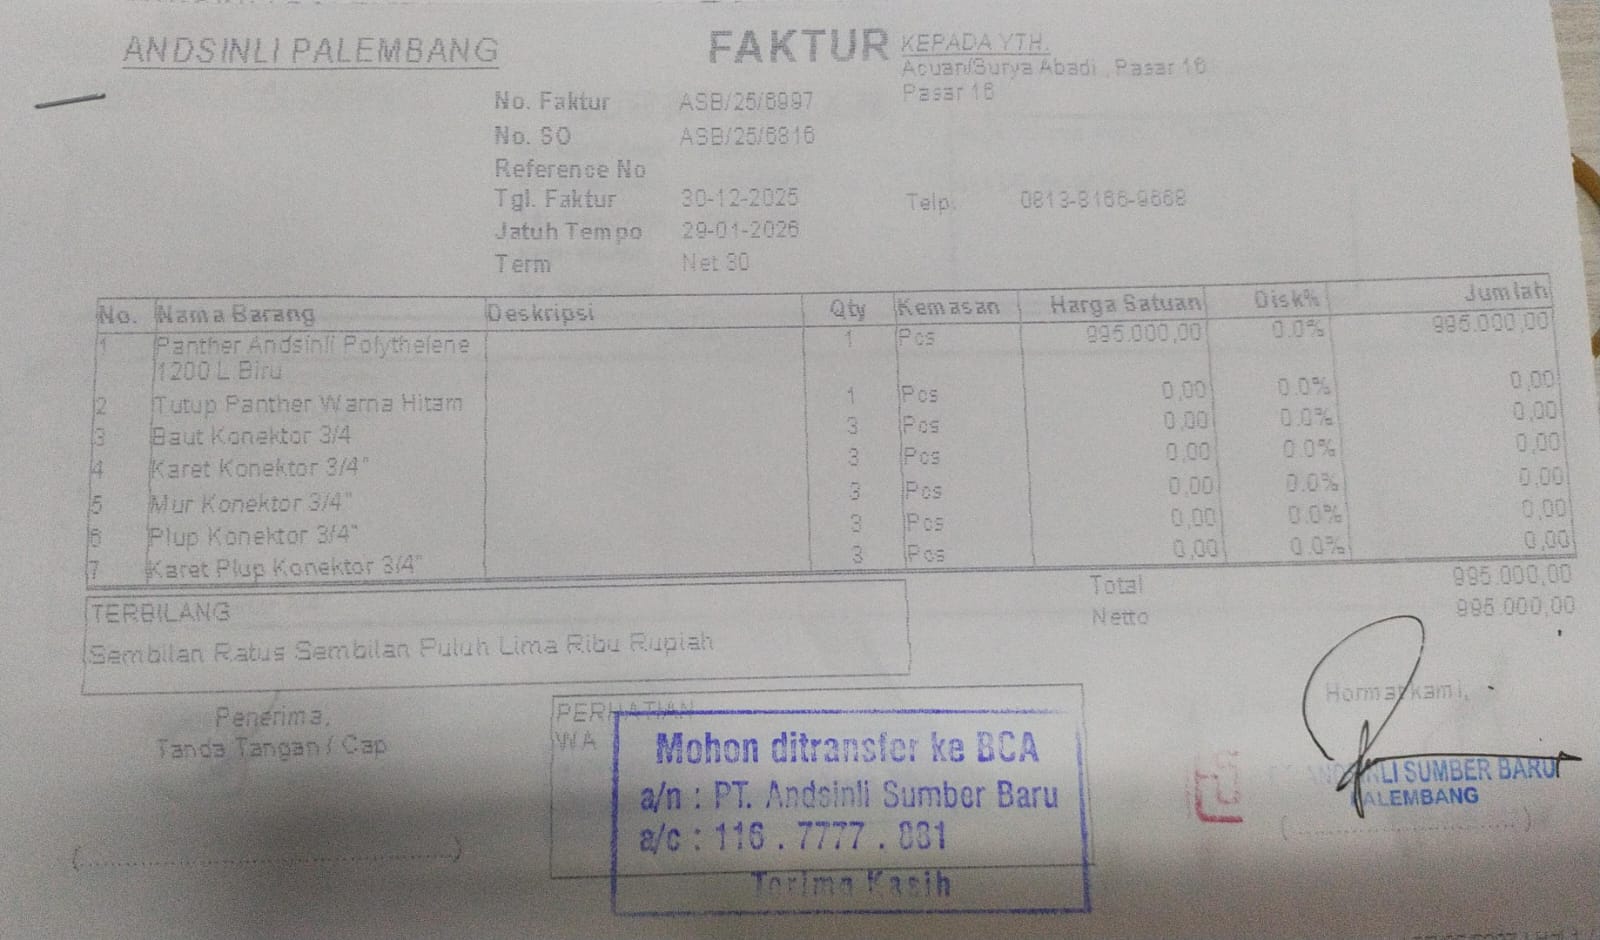 ANDSINLI PALEMBANG
FAKTUR
KEPADA YTH.
Acuan/Surya Abadi , Pasar 16
Pasar 16
No. Faktur ASB/25/6997
No. SO ASB/25/6816
Reference No
Tgl. Faktur 30-12-2025
Telp. 0813-8166-9668
Jatuh Tempo 29-01-2026
Term Net 30
No. Nama Barang Deskripsi Qty Kemasan Harga Satuan Disk% Jumlah
1 Panther Andsinli Polythelene 1 Pcs 995.000,00 0.0% 995.000,00
1200 L Biru
2 Tutup Panther Warna Hitam 1 Pcs 0,00 0.0% 0,00
3 Baut Konektor 3/4 3 Pcs 0,00 0.0% 0,00
4 Karet Konektor 3/4" 3 Pcs 0,00 0.0% 0,00
5 Mur Konektor 3/4" 3 Pcs 0,00 0.0% 0,00
6 Plup Konektor 3/4" 3 Pcs 0,00 0.0% 0,00
7 Karet Plup Konektor 3/4" 3 Pcs 0,00 0.0% 0,00
Total 995.000,00
Netto 995.000,00
TERBILANG
Sembilan Ratus Sembilan Puluh Lima Ribu Rupiah
Penerima,
Tanda Tangan / Cap
(..............................................)
PERHATIAN
WA
Mohon ditransfer ke BCA
a/n : PT. Andsinli Sumber Baru
a/c : 116 . 7777 . 881
Terima Kasih
Hormat kami,
ANDSINLI SUMBER BARU
PALEMBANG
(..............................)